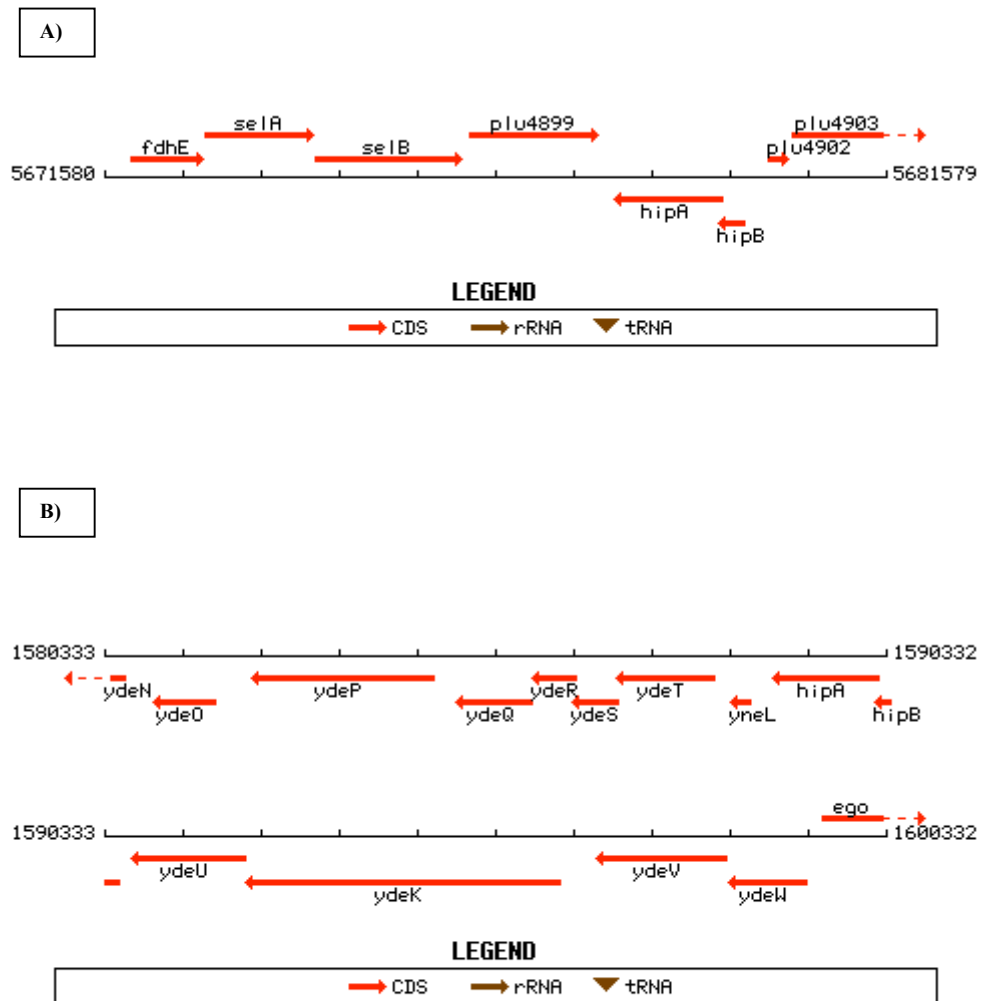 A)
selA plu4899 plu4903
fdhE selB plu4902
5671580 5681579
hipA
hipB
LEGEND
CDS rRNA tRNA
B)
1580333 1590332
ydeN ydeP ydeR ydeT hipA
ydeO ydeQ ydeS yneL hipB
ego
1590333 1600332
ydeU ydeV
ydeK ydeW
LEGEND
CDS rRNA tRNA